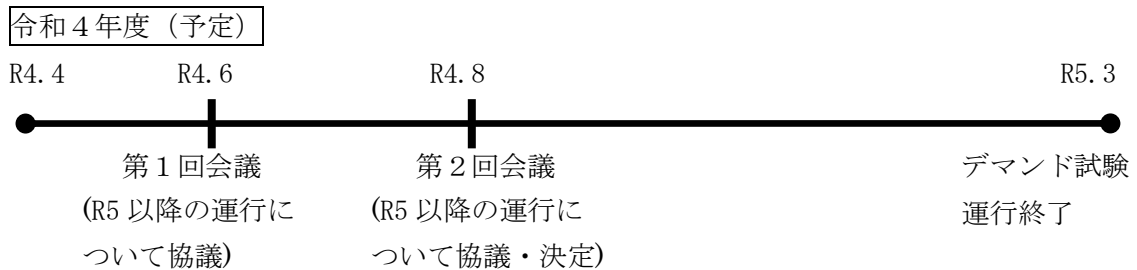 令和４年度（予定）
R4.4 R4.6 R4.8 R5.3
第１回会議 第２回会議 デマンド試験
(R5 以降の運行に (R5 以降の運行に 運行終了
ついて協議) ついて協議・決定)